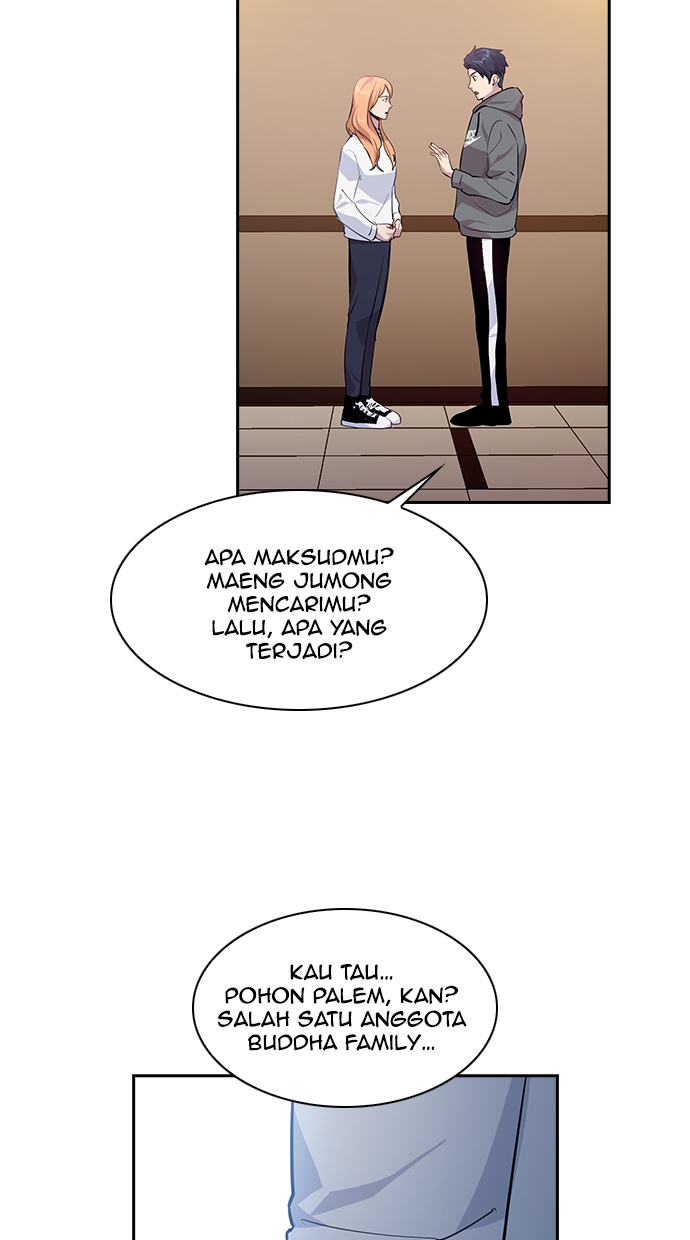 APA MAKSUDMU?
MAENG JUMONG
MENCARIMU?
LALU, APA YANG
TERJADI?
KAU TAU...
POHON PALEM, KAN?
SALAH SATU ANGGOTA
BUDDHA FAMILY...